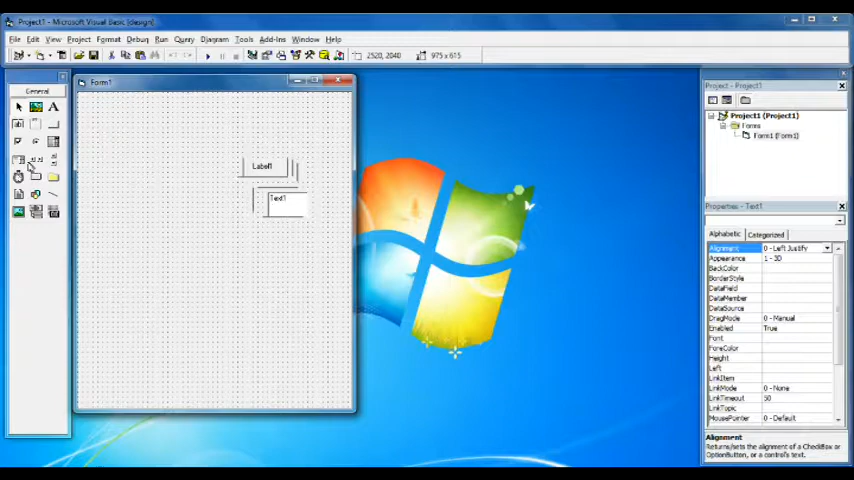 Project1 - Microsoft Visual Basic [design]
File Edit View Project Format Debug Run Query Diagram Tools Add-Ins Window Help
2520, 2040 975 x 615
General
Form1
Label1
Text1
Project - Project1
Project1 (Project1)
Forms
Form1 (Form1)
Properties - Text1
Alphabetic Categorized
Alignment 0 - Left Justify
Appearance 1 - 3D
BackColor
BorderStyle
DataField
DataMember
DataSource
DragMode 0 - Manual
Enabled True
Font
ForeColor
Height
Left
LinkItem
LinkMode 0 - None
LinkTimeout 50
LinkTopic
MousePointer 0 - Default
Alignment
Returns/sets the alignment of a CheckBox or
OptionButton, or a control's text.